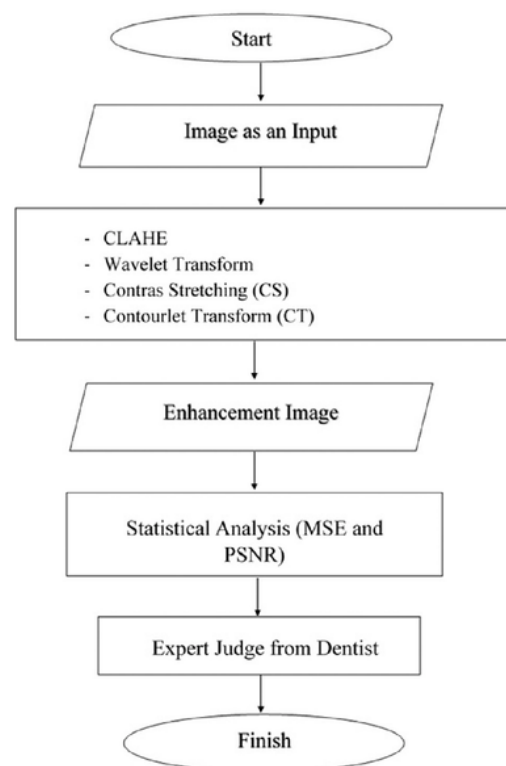 Start
Image as an Input
- CLAHE
- Wavelet Transform
- Contras Stretching (CS)
- Contourlet Transform (CT)
Enhancement Image
Statistical Analysis (MSE and
PSNR)
Expert Judge from Dentist
Finish